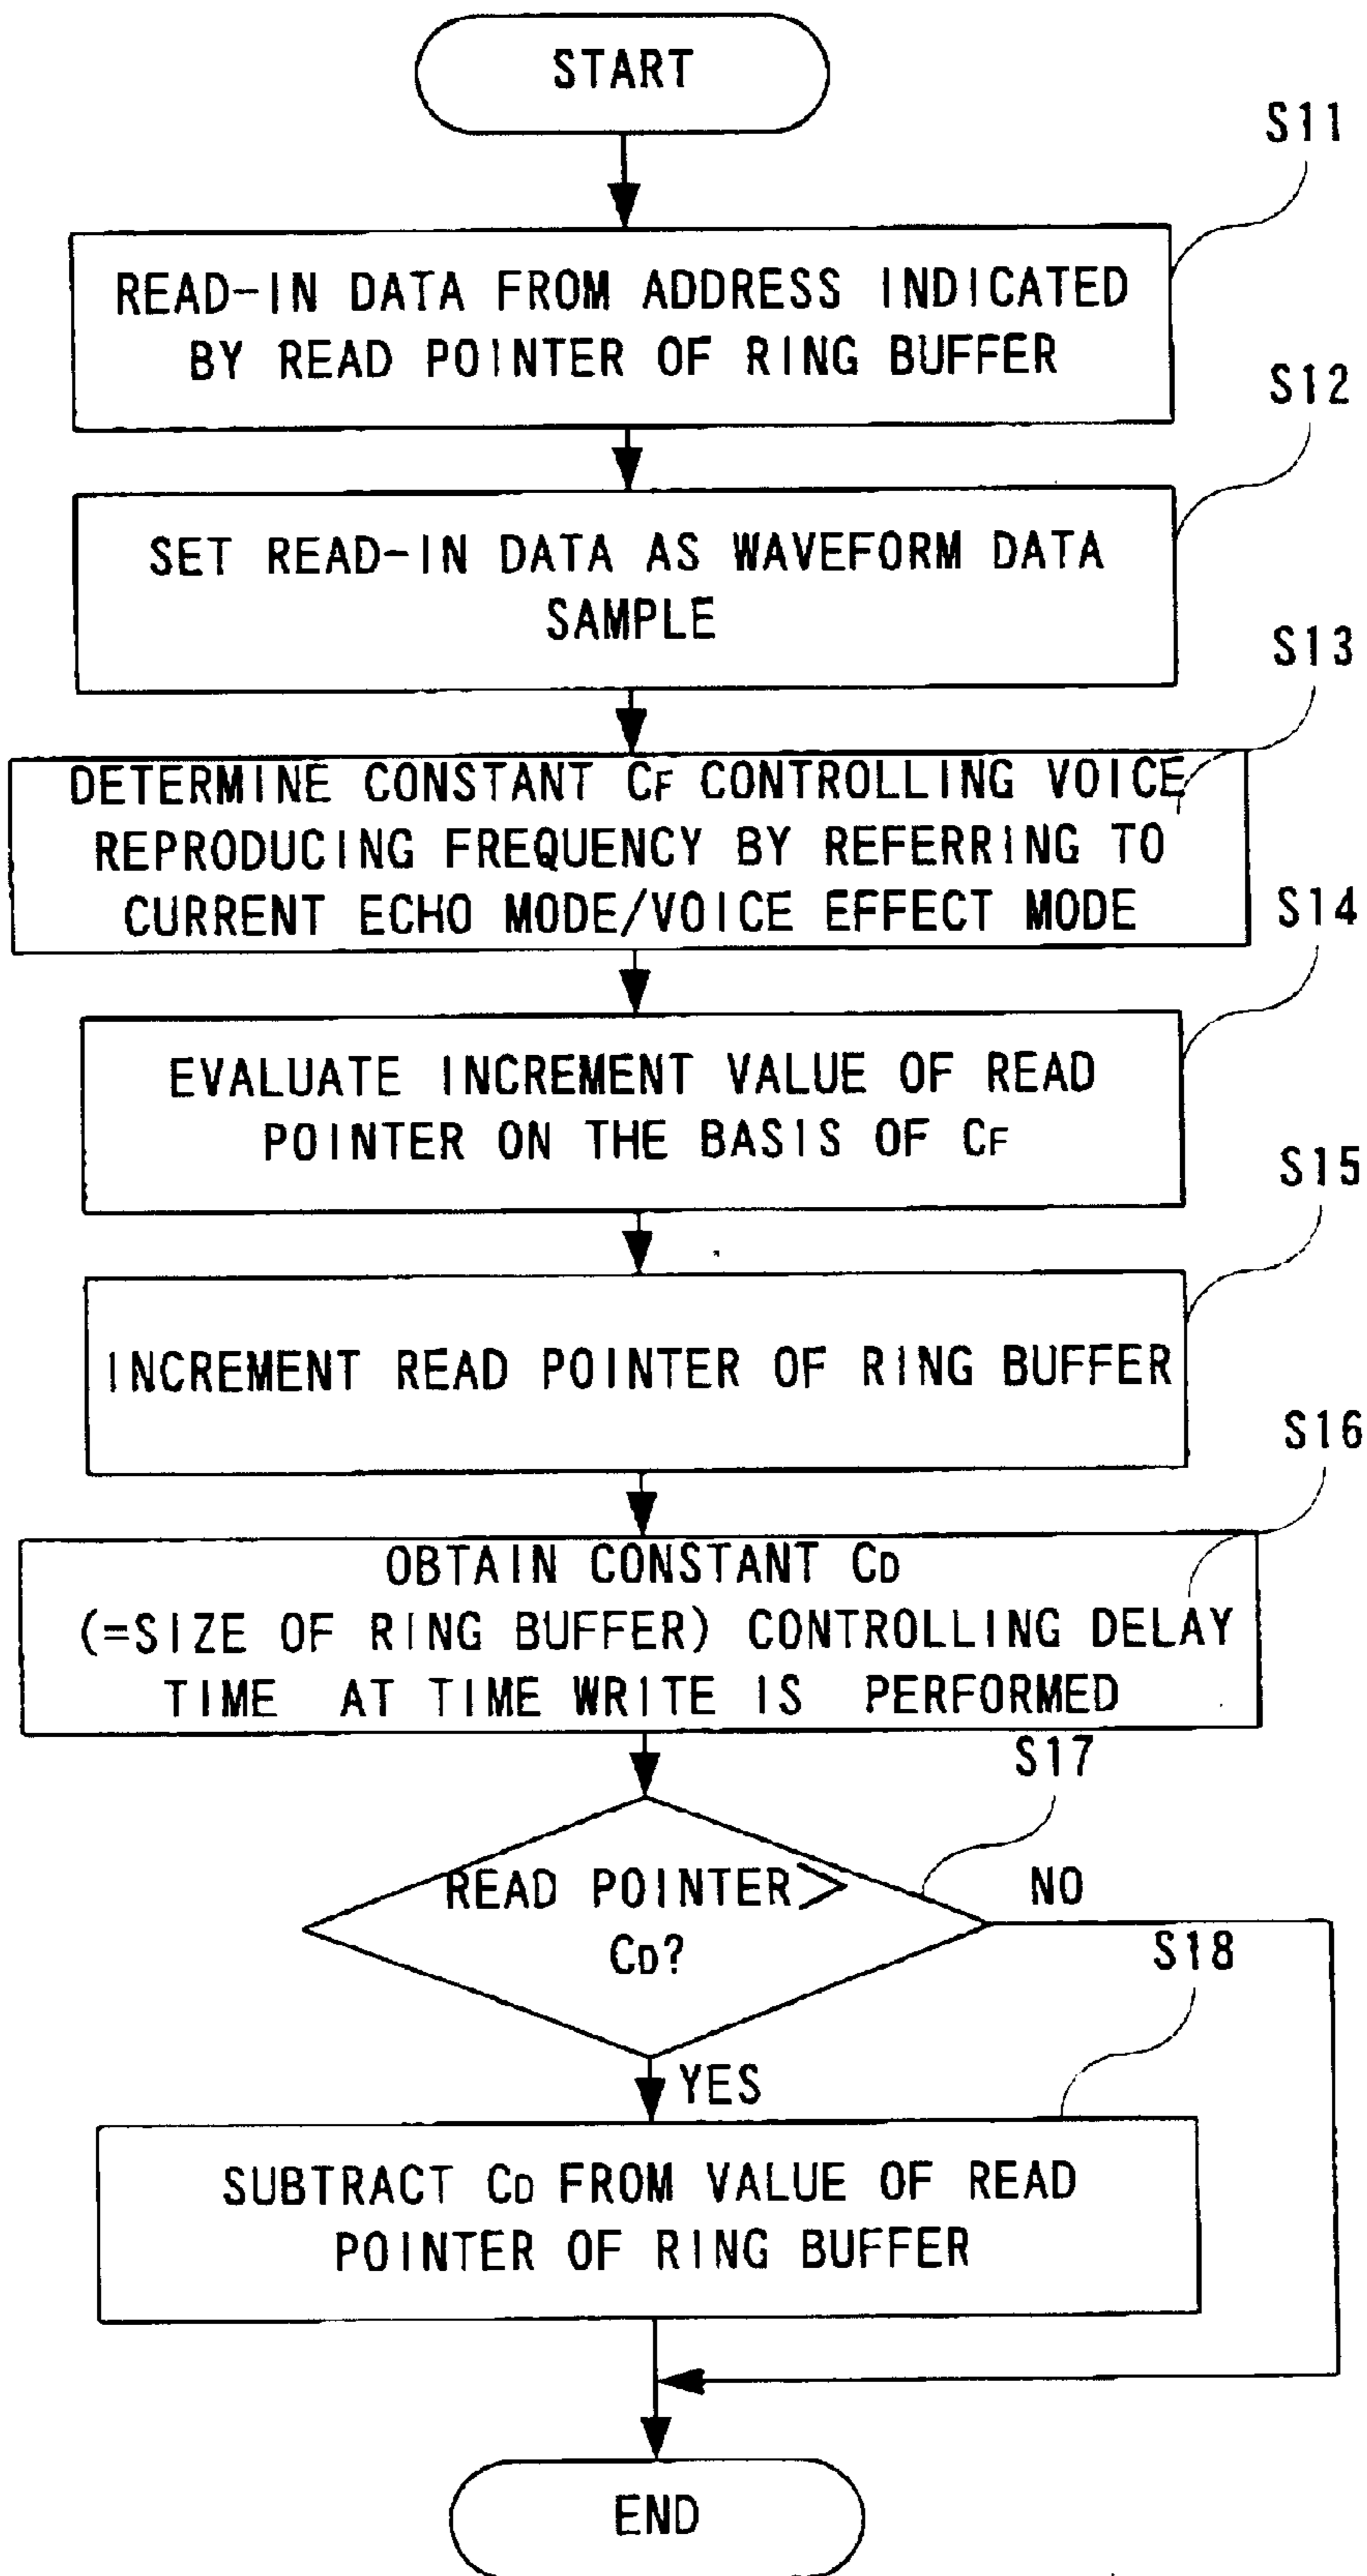 START
S11
READ-IN DATA FROM ADDRESS INDICATED
BY READ POINTER OF RING BUFFER
S12
SET READ-IN DATA AS WAVEFORM DATA
SAMPLE
S13
DETERMINE CONSTANT CF CONTROLLING VOICE
REPRODUCING FREQUENCY BY REFERRING TO
CURRENT ECHO MODE/VOICE EFFECT MODE
S14
EVALUATE INCREMENT VALUE OF READ
POINTER ON THE BASIS OF CF
S15
INCREMENT READ POINTER OF RING BUFFER
S16
OBTAIN CONSTANT CD
(=SIZE OF RING BUFFER) CONTROLLING DELAY
TIME AT TIME WRITE IS PERFORMED
S17
READ POINTER>
CD?
NO
S18
YES
SUBTRACT CD FROM VALUE OF READ
POINTER OF RING BUFFER
END